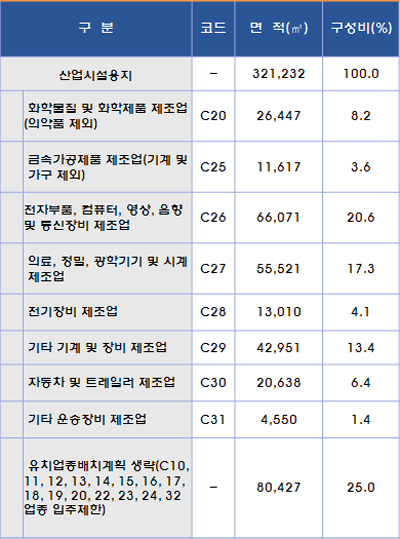 구 분 코드 면 적(㎡) 구성비(%)
산업시설용지 – 321,232 100.0
화학물질 및 화학제품 제조업
(의약품 제외) C20 26,447 8.2
금속가공제품 제조업(기계 및
가구 제외) C25 11,617 3.6
전자부품, 컴퓨터, 영상, 음향
및 통신장비 제조업 C26 66,071 20.6
의료, 정밀, 광학기기 및 시계
제조업 C27 55,521 17.3
전기장비 제조업 C28 13,010 4.1
기타 기계 및 장비 제조업 C29 42,951 13.4
자동차 및 트레일러 제조업 C30 20,638 6.4
기타 운송장비 제조업 C31 4,550 1.4
유치업종배치계획 생략(C10,
11, 12, 13, 14, 15, 16, 17,
18, 19, 20, 22, 23, 24, 32
업종 입주제한) – 80,427 25.0